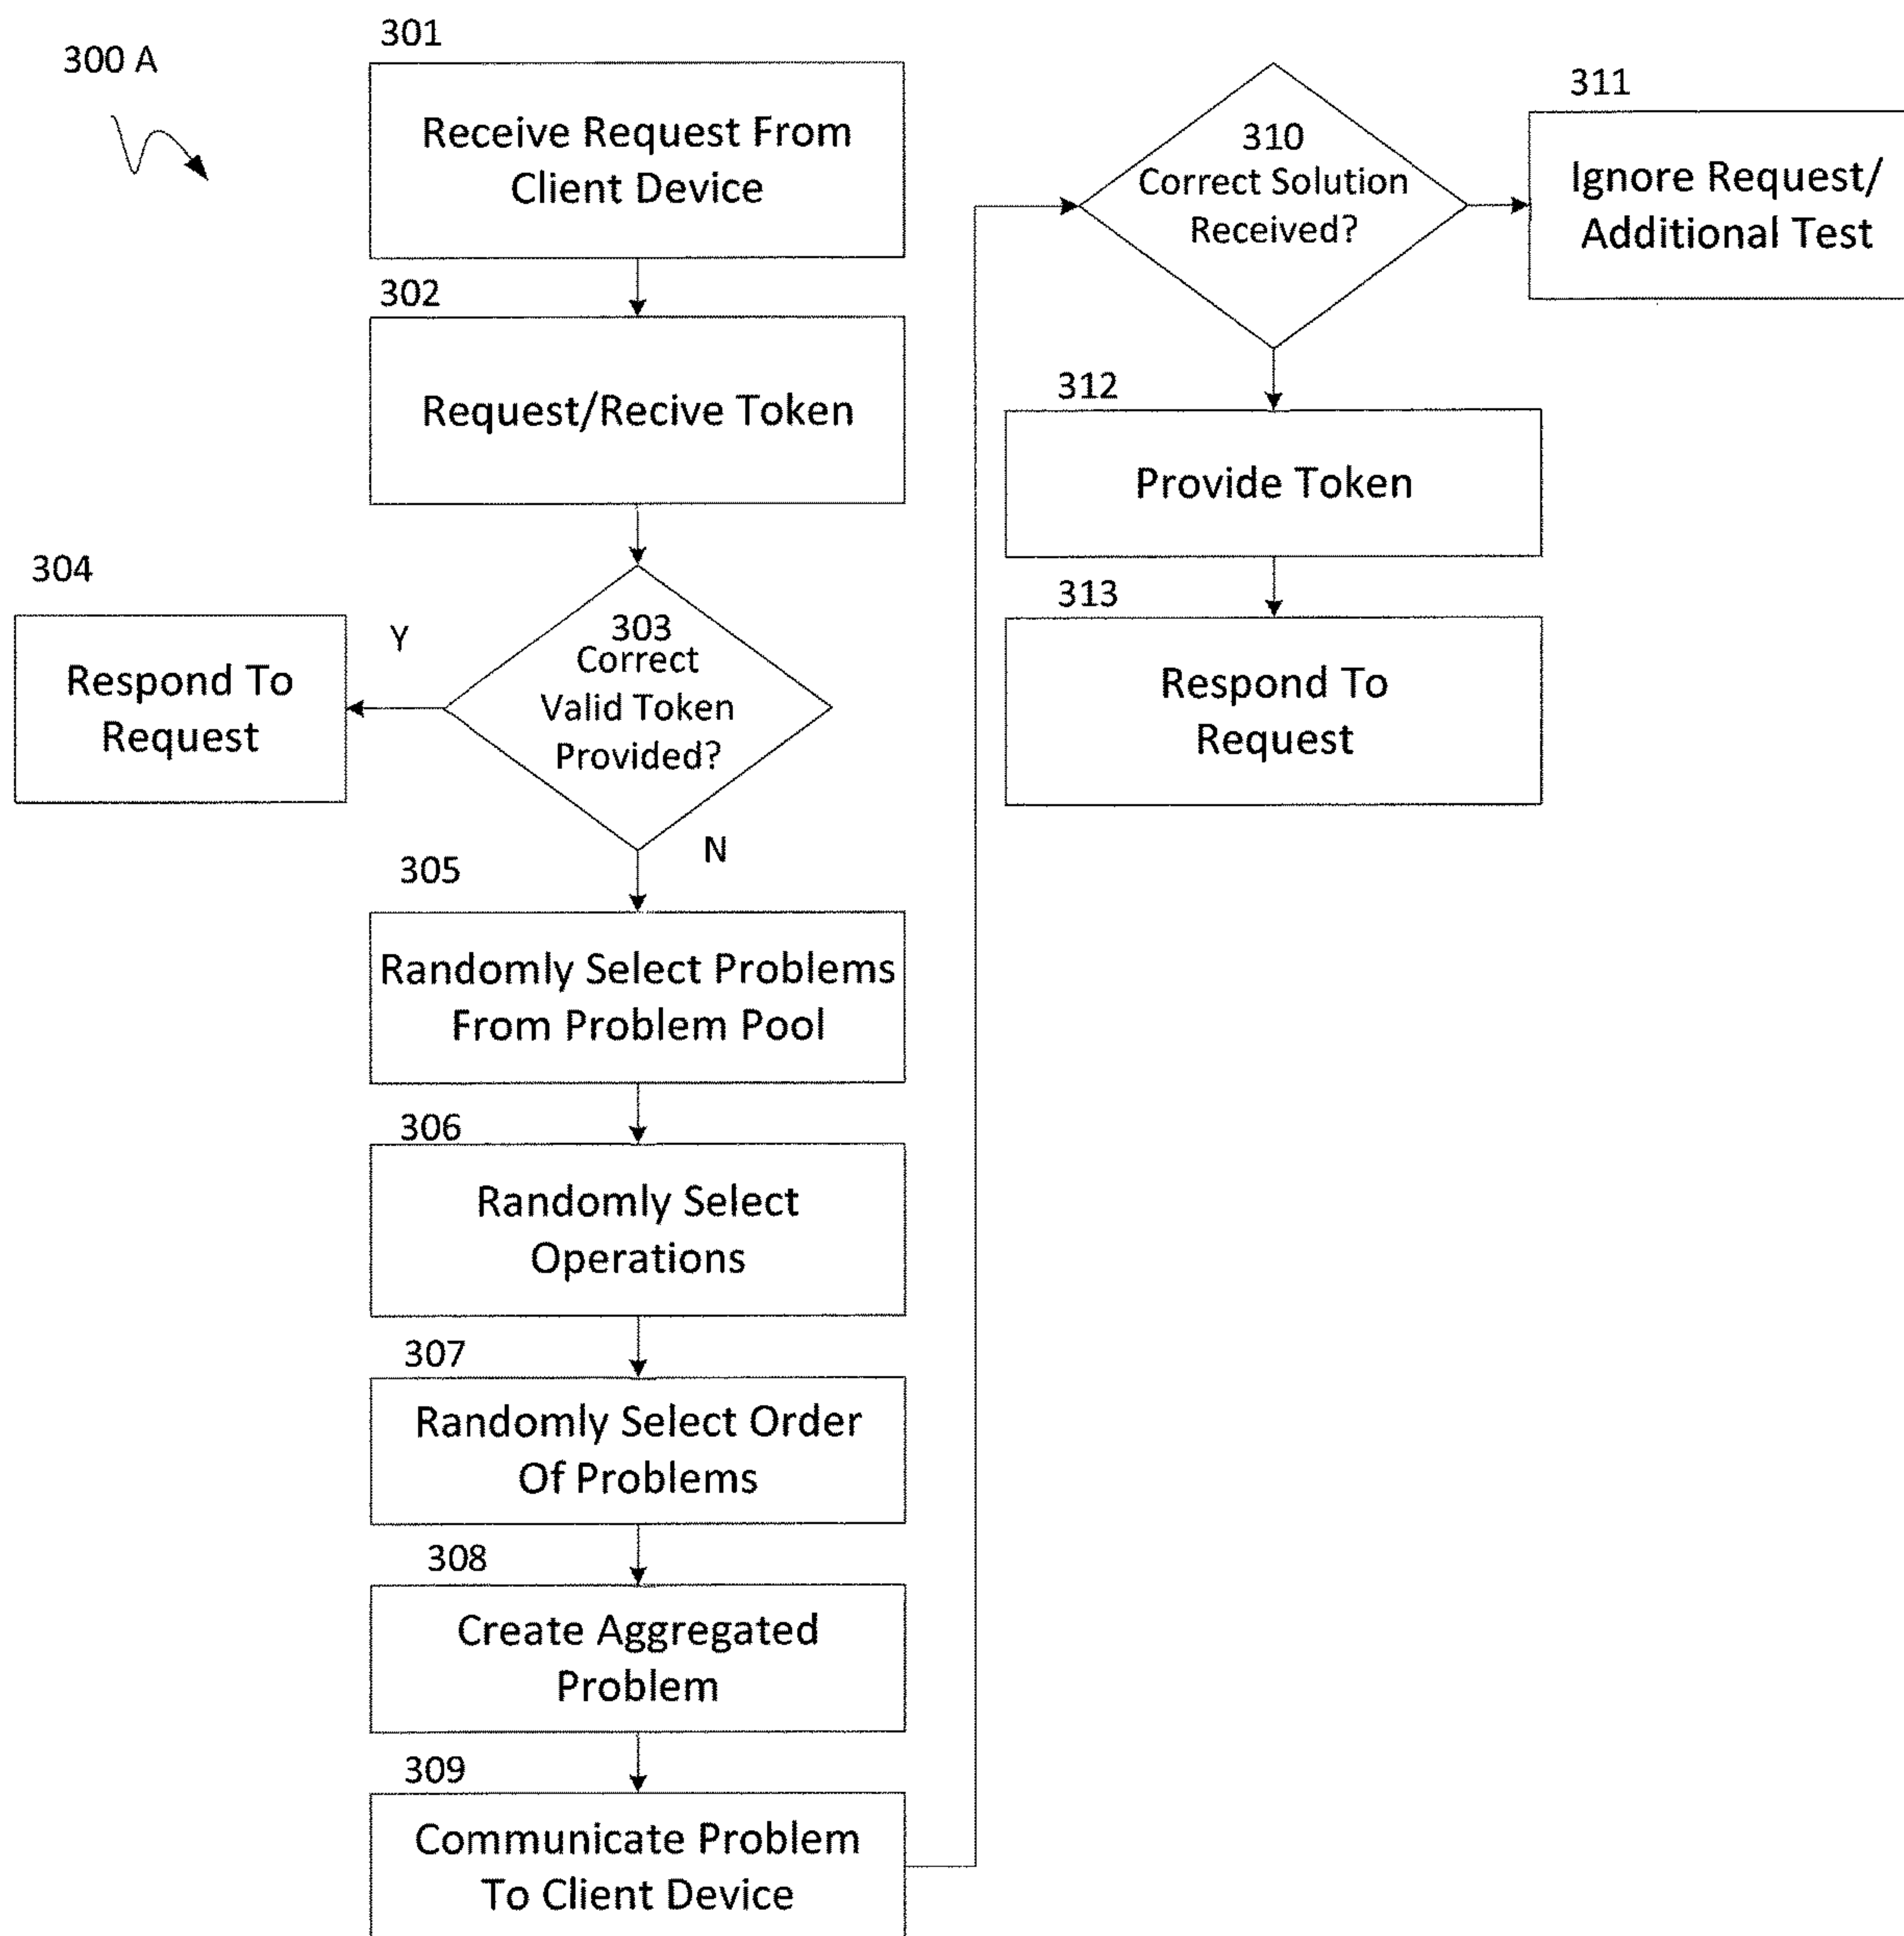 300 A
301
Receive Request From
Client Device
302
Request/Recive Token
303
Correct
Valid Token
Provided?
Y
304
Respond To
Request
N
305
Randomly Select Problems
From Problem Pool
306
Randomly Select
Operations
307
Randomly Select Order
Of Problems
308
Create Aggregated
Problem
309
Communicate Problem
To Client Device
310
Correct Solution
Received?
311
Ignore Request/
Additional Test
312
Provide Token
313
Respond To
Request